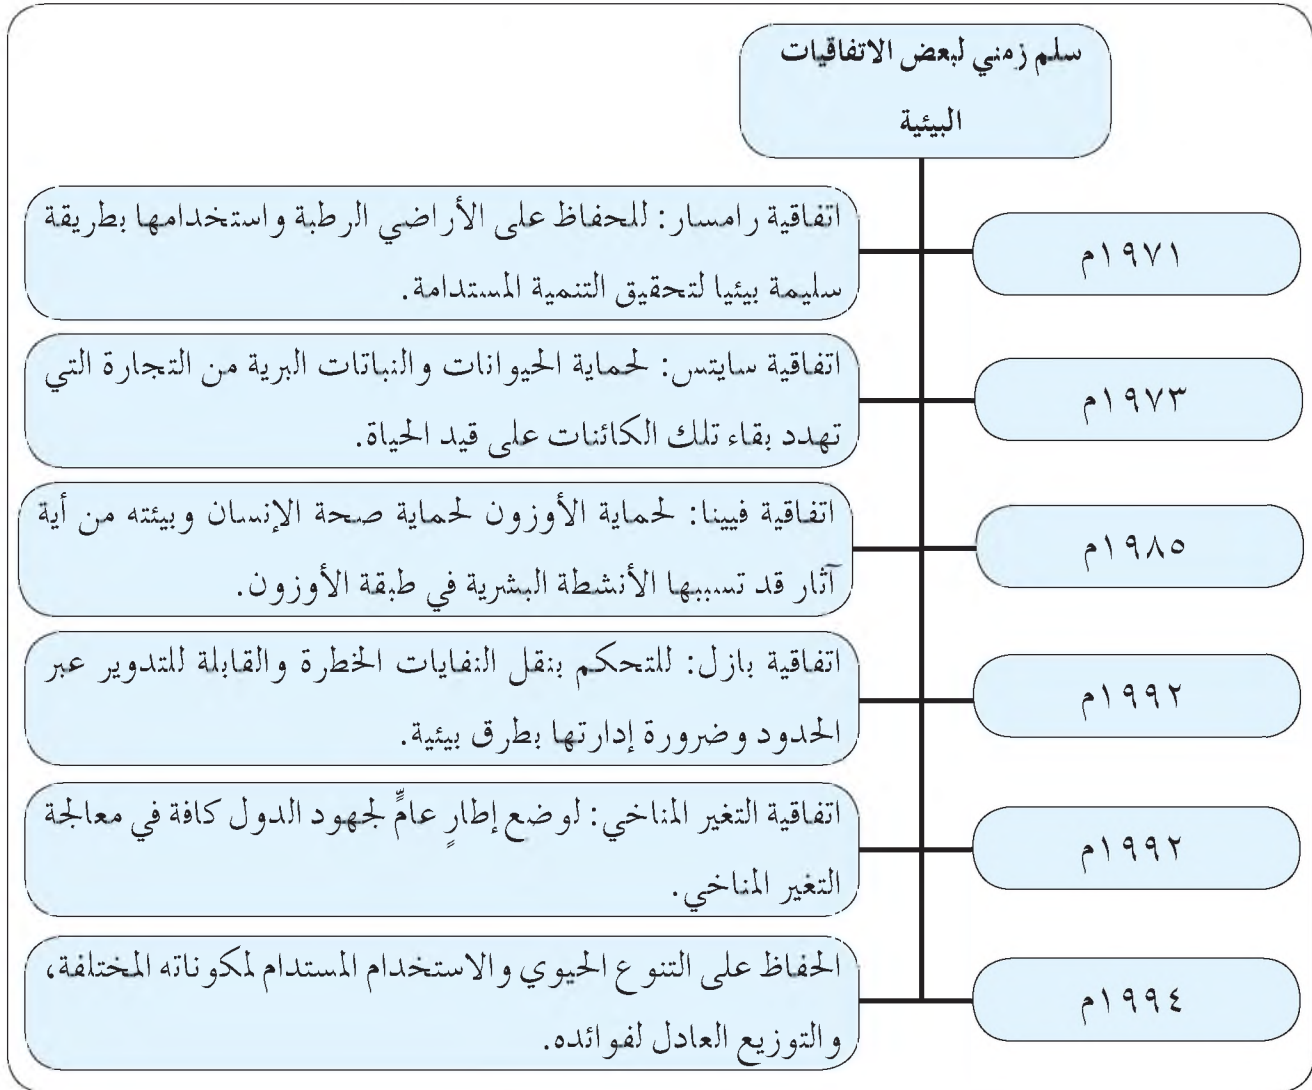 سلم زمني لبعض الاتفاقيات
البيئية
١٩٧١م
اتفاقية رامسار: للحفاظ على الأراضي الرطبة واستخدامها بطريقة
سليمة بيئيا لتحقيق التنمية المستدامة.
١٩٧٣م
اتفاقية سايتس: لحماية الحيوانات والنباتات البرية من التجارة التي
تهدد بقاء تلك الكائنات على قيد الحياة.
١٩٨٥م
اتفاقية فيينا: لحماية الأوزون لحماية صحة الإنسان وبيئته من أية
آثار قد تسببها الأنشطة البشرية في طبقة الأوزون.
١٩٩٢م
اتفاقية بازل: للتحكم بنقل النفايات الخطرة والقابلة للتدوير عبر
الحدود وضرورة إدارتها بطرق بيئية.
١٩٩٢م
اتفاقية التغير المناخي: لوضع إطارٍ عامٍّ لجهود الدول كافة في معالجة
التغير المناخي.
١٩٩٤م
الحفاظ على التنوع الحيوي والاستخدام المستدام لمكوناته المختلفة،
والتوزيع العادل لفوائده.